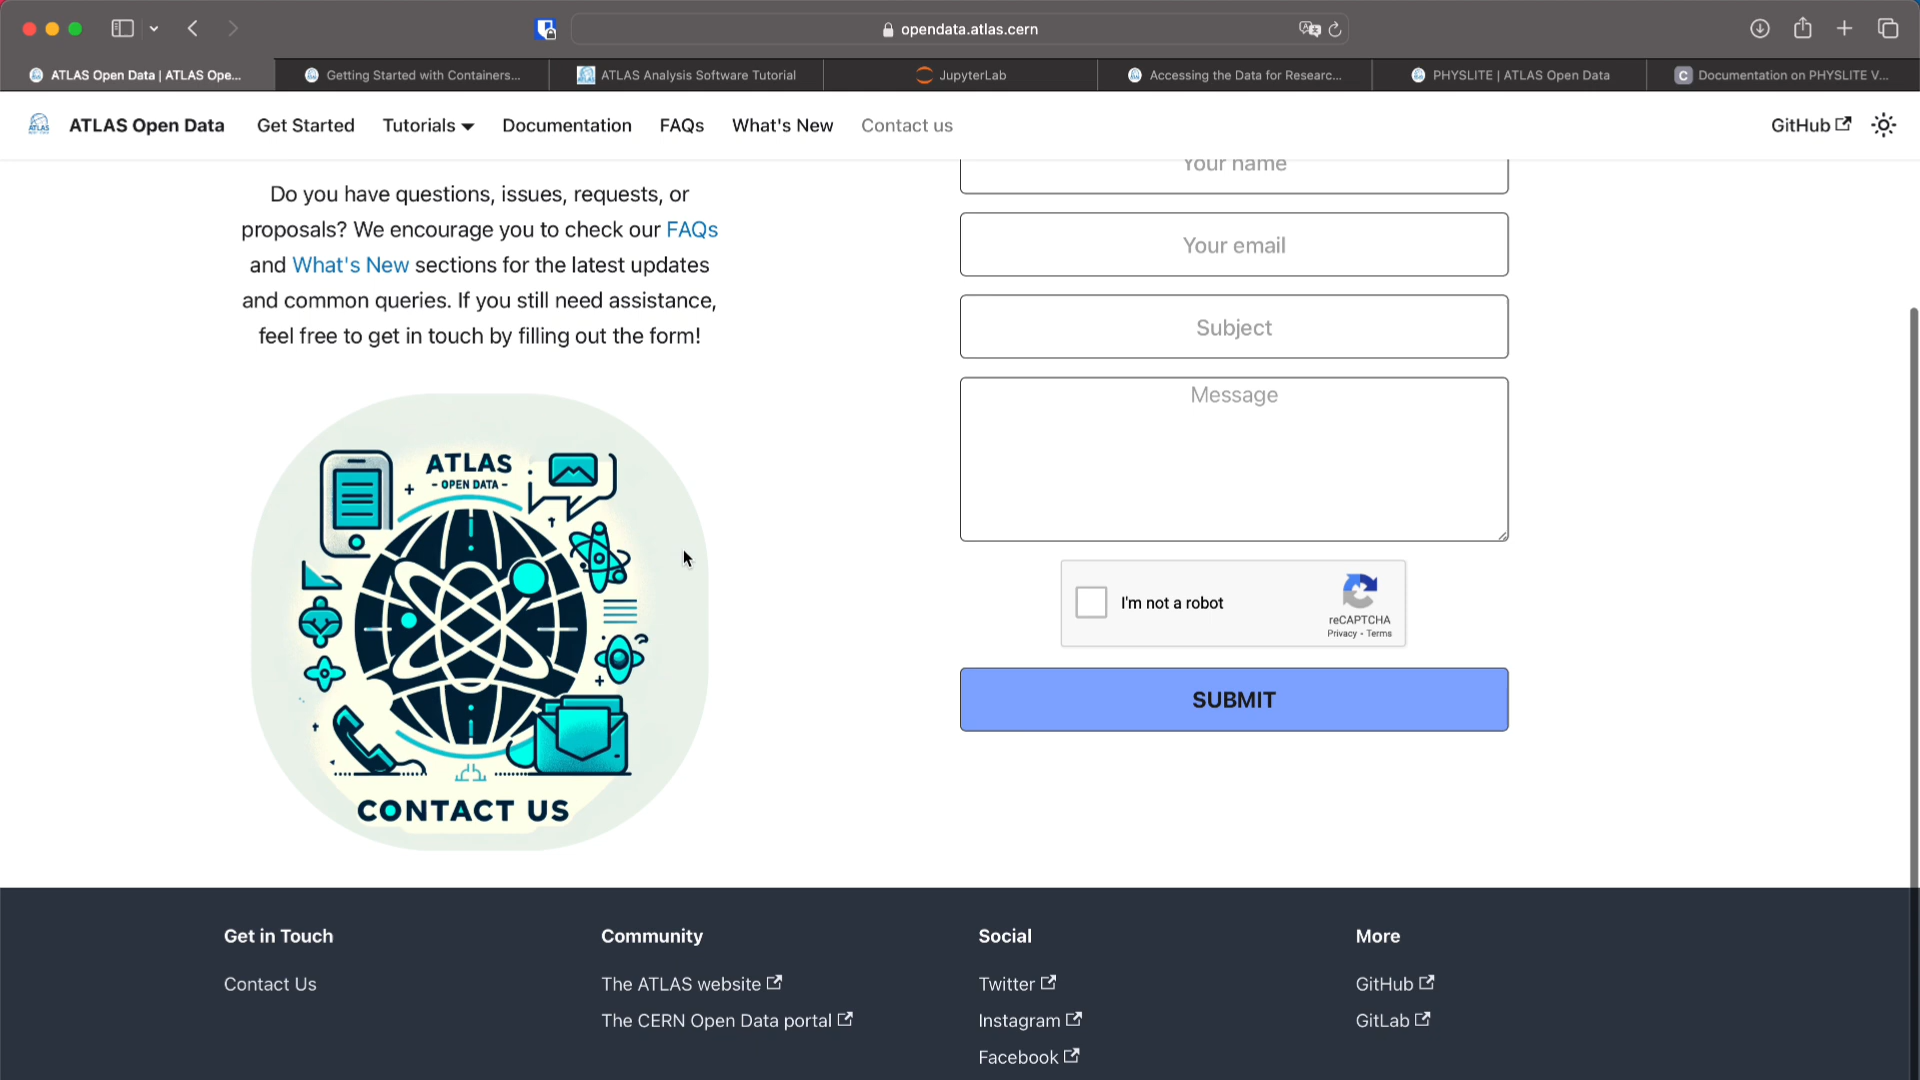 opendata.atlas.cern
ATLAS Open Data | ATLAS Ope...
Getting Started with Containers...
ATLAS Analysis Software Tutorial
JupyterLab
Accessing the Data for Researc...
PHYSLITE | ATLAS Open Data
C
Documentation on PHYSLITE V...
ATLAS
ATLAS Open Data
Get Started
Tutorials
Documentation
FAQs
What's New
Contact us
GitHub
Do you have questions, issues, requests, or
proposals? We encourage you to check our FAQs
and What's New sections for the latest updates
and common queries. If you still need assistance,
feel free to get in touch by filling out the form!
ATLAS
- OPEN DATA -
CONTACT US
Your name
Your email
Subject
Message
I'm not a robot
reCAPTCHA
Privacy - Terms
SUBMIT
Get in Touch
Contact Us
Community
The ATLAS website
The CERN Open Data portal
Social
Twitter
Instagram
Facebook
More
GitHub
GitLab